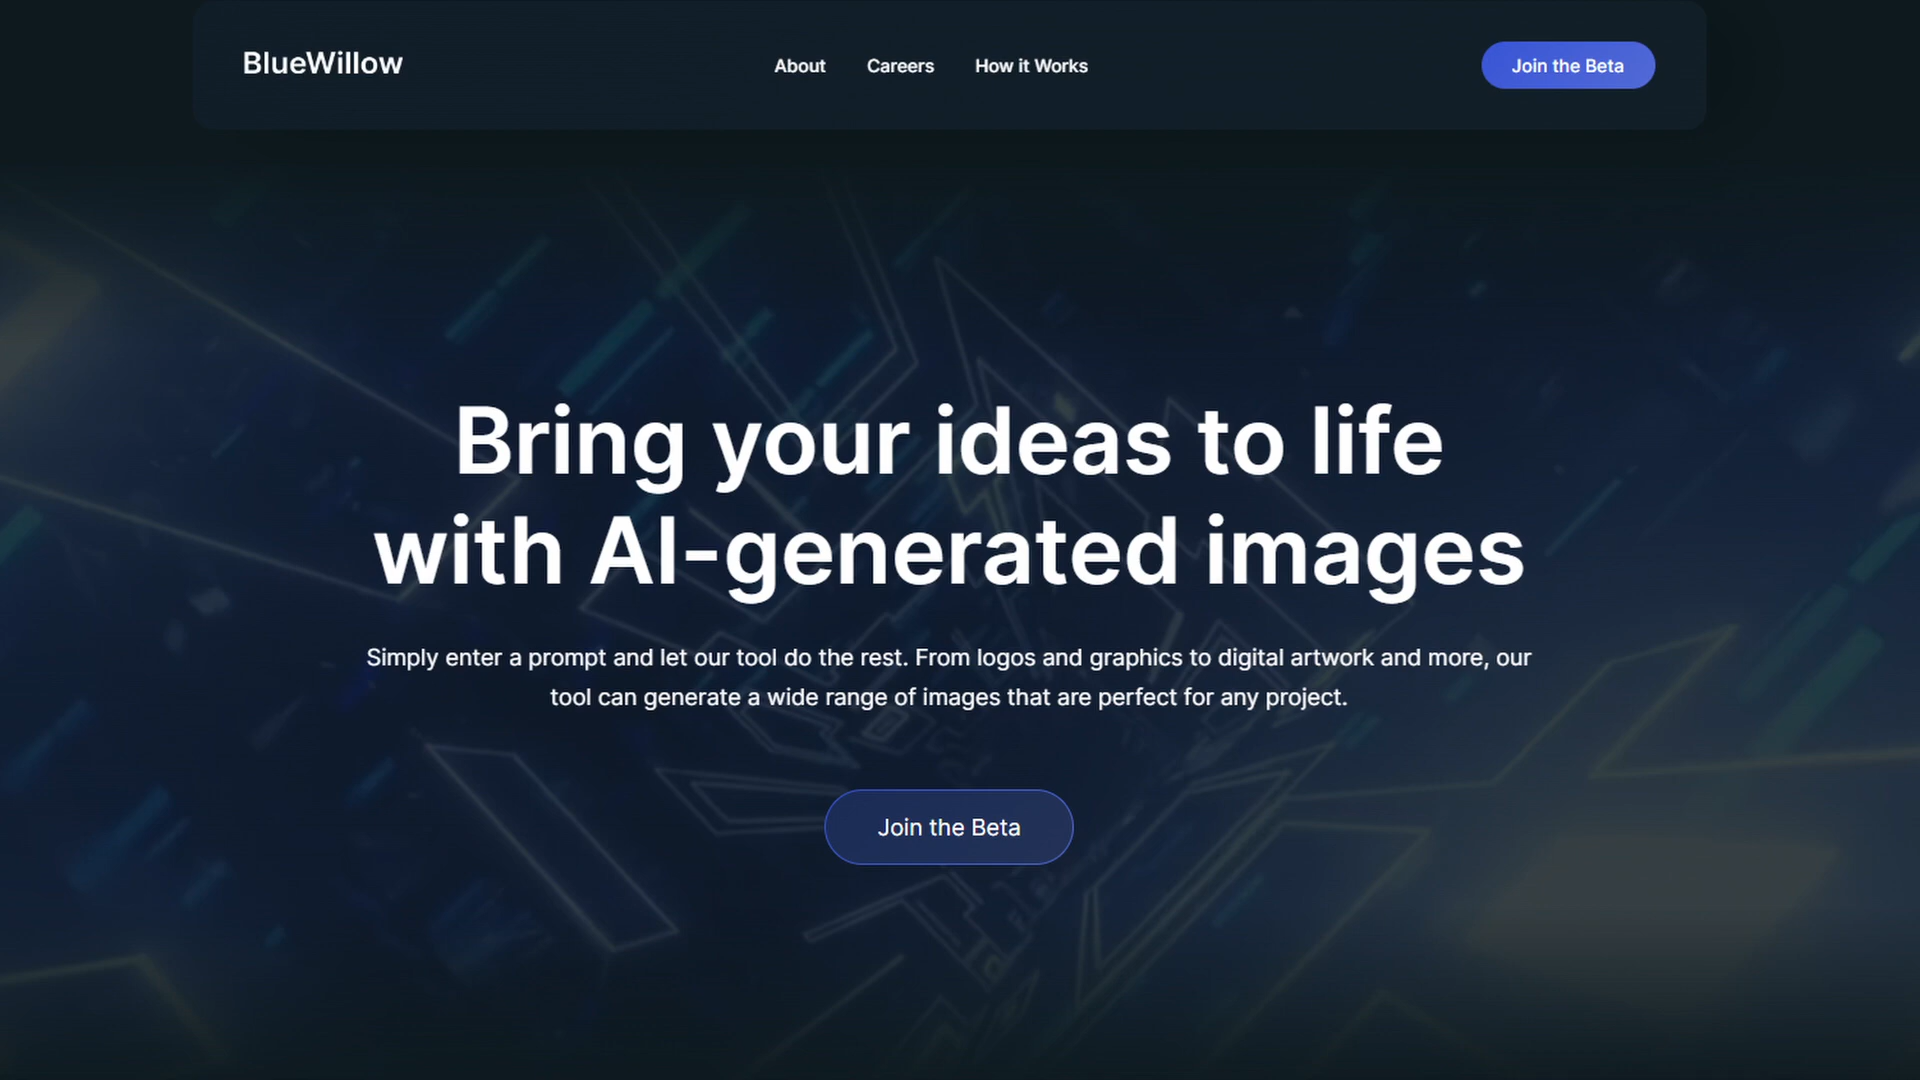 BlueWillow
About
Careers
How it Works
Join the Beta
Bring your ideas to life
with AI-generated images
Simply enter a prompt and let our tool do the rest. From logos and graphics to digital artwork and more, our
tool can generate a wide range of images that are perfect for any project.
Join the Beta